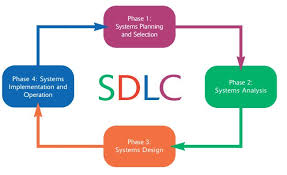 Phase 1:
Systems Planning
and Selection
Phase 4: Systems
Implementation and
Operation
SDLC
Phase 2:
Systems Analysis
Phase 3:
Systems Design